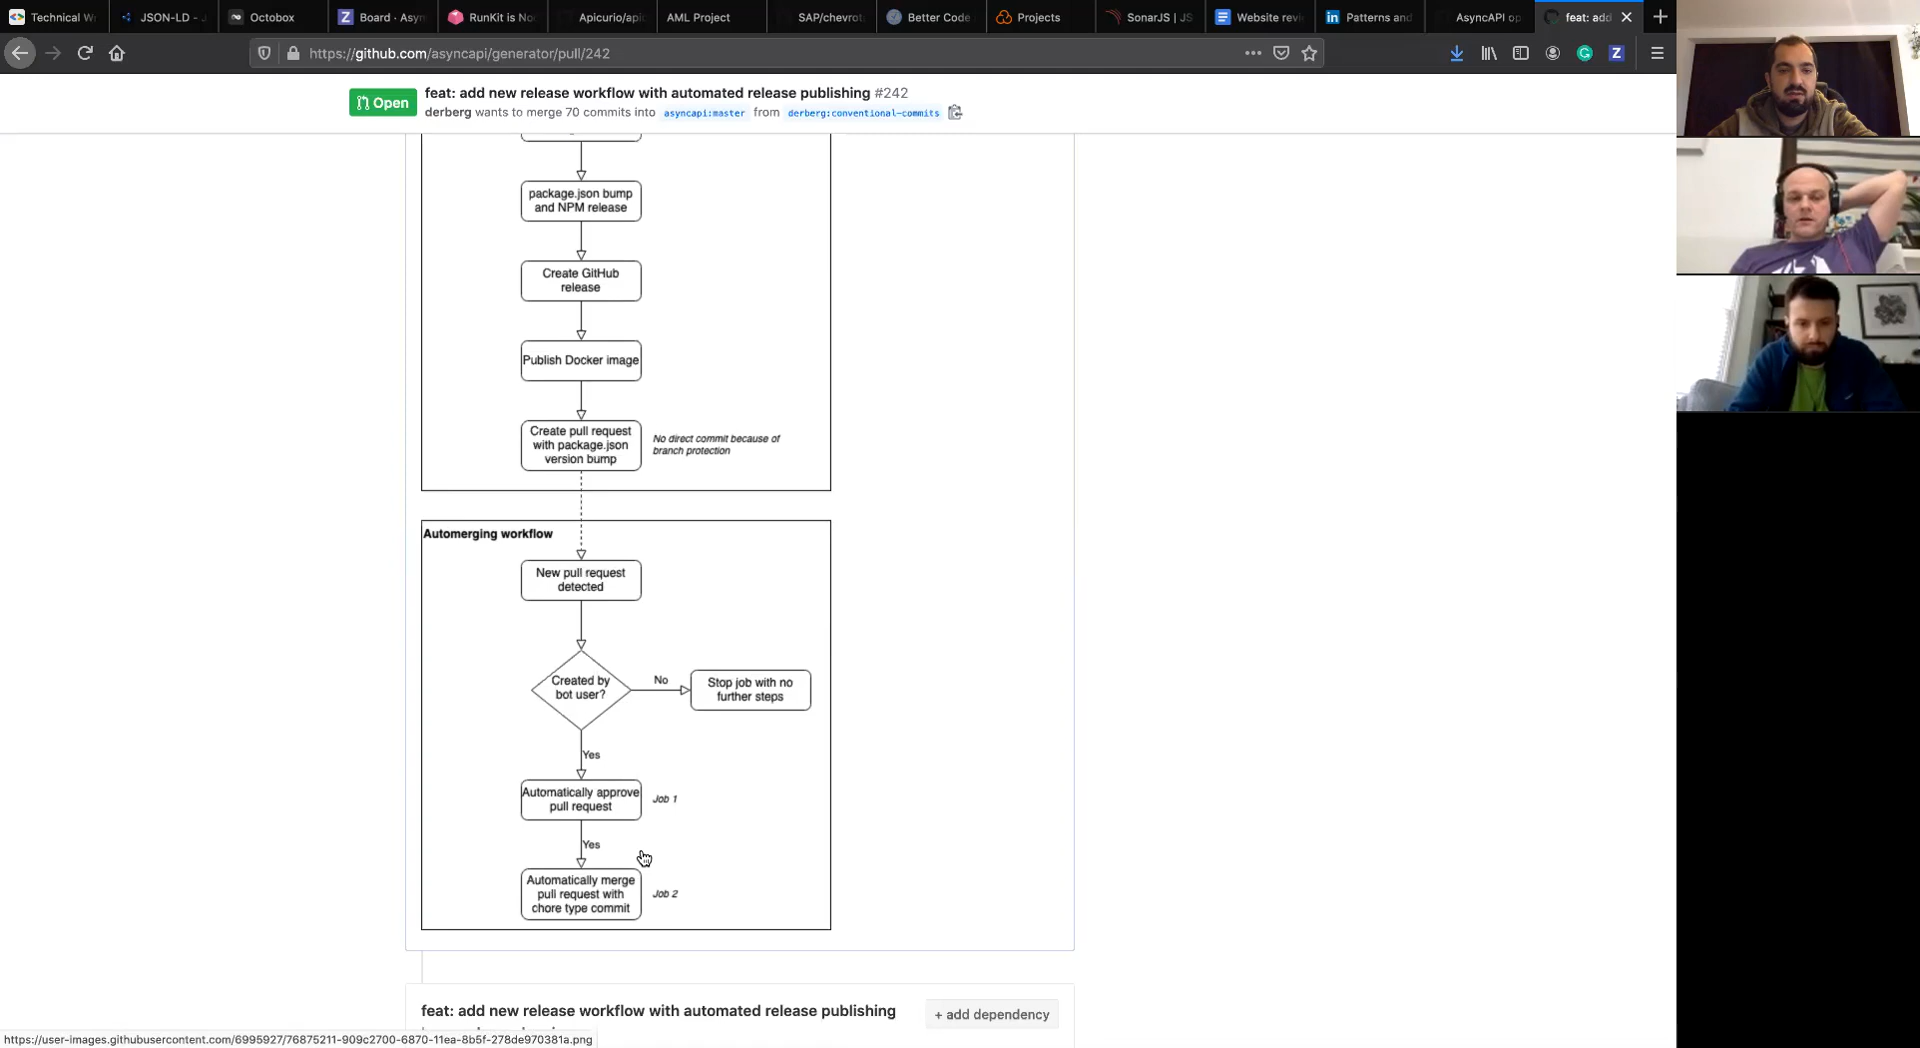 Technical W
JSON-LD - J
Octobox
Board · Asyn
RunKit is No
Apicurio/apic
AML Project
SAP/chevrot
Better Code
Projects
SonarJS | JS
Website revi
Patterns and
AsyncAPI op
feat: add
https://github.com/asyncapi/generator/pull/242
Open
feat: add new release workflow with automated release publishing #242
derberg wants to merge 70 commits into asyncapi:master from derberg:conventional-commits
package.json bump
and NPM release
Create GitHub
release
Publish Docker image
Create pull request
with package.json
version bump
No direct commit because of
branch protection
Automerging workflow
New pull request
detected
Created by
bot user?
No
Stop job with no
further steps
Yes
Automatically approve
pull request
Job 1
Yes
Automatically merge
pull request with
chore type commit
Job 2
feat: add new release workflow with automated release publishing
+ add dependency
https://user-images.githubusercontent.com/6995927/76875211-909c2700-6870-11ea-8b5f-278de970381a.png